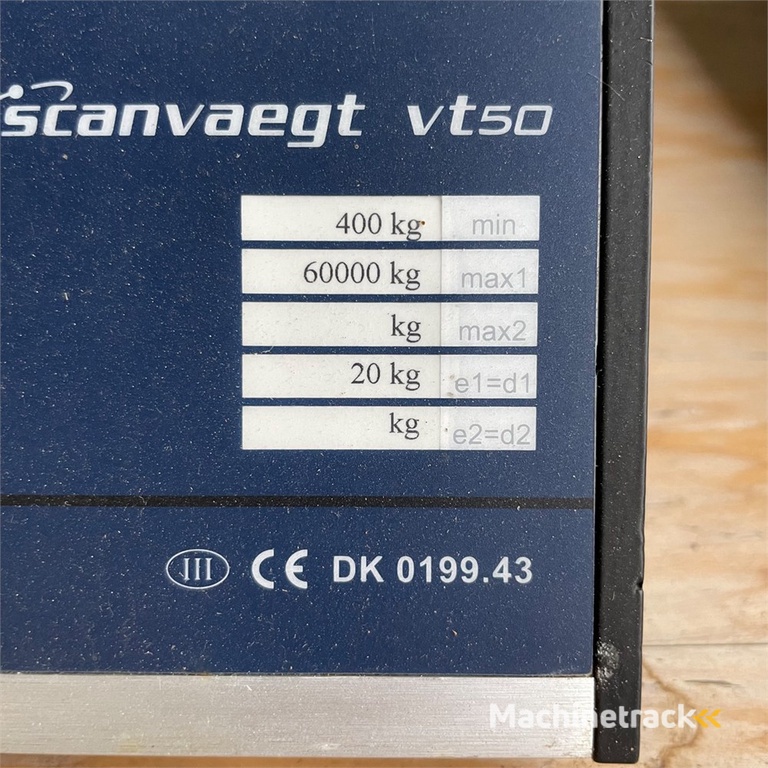 scanvaegt vt50
400 kg min
60000 kg max1
kg max2
20 kg e1=d1
kg e2=d2
III CE DK 0199.43
Machinetrack